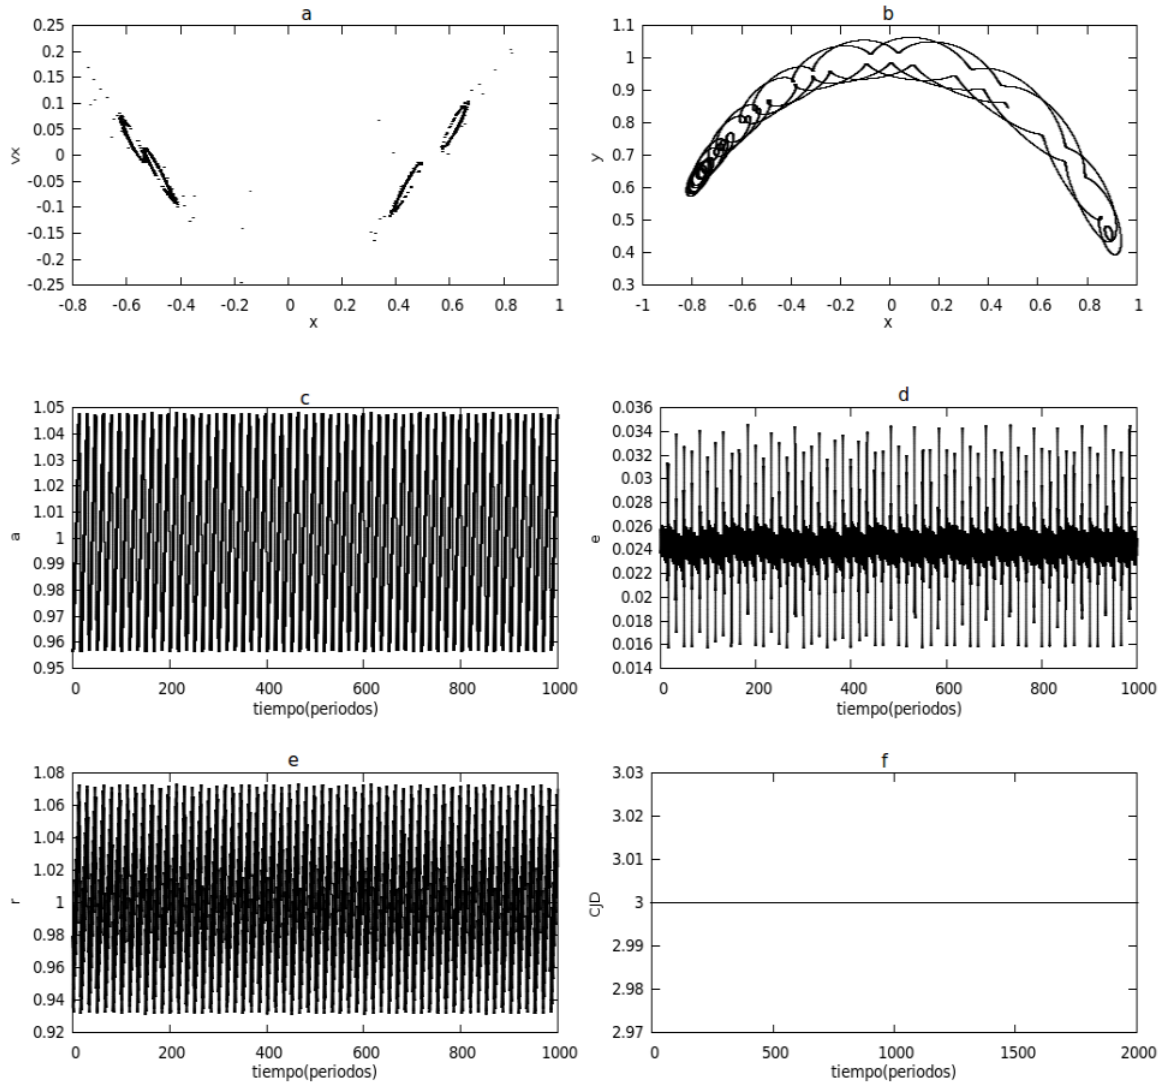 a
b
0.25
0.2
0.15
0.1
0.05
0
-0.05
-0.1
-0.15
-0.2
-0.25
vx
-0.8 -0.6 -0.4 -0.2 0 0.2 0.4 0.6 0.8 1
x
1.1
1
0.9
0.8
0.7
0.6
0.5
0.4
0.3
y
-1 -0.8 -0.6 -0.4 -0.2 0 0.2 0.4 0.6 0.8 1
x
c
1.05
1.04
1.03
1.02
1.01
1
0.99
0.98
0.97
0.96
0.95
a
0 200 400 600 800 1000
tiempo(periodos)
d
0.036
0.034
0.032
0.03
0.028
0.026
0.024
0.022
0.02
0.018
0.016
0.014
e
0 200 400 600 800 1000
tiempo(periodos)
e
1.08
1.06
1.04
1.02
1
0.98
0.96
0.94
0.92
r
0 200 400 600 800 1000
tiempo(periodos)
f
3.03
3.02
3.01
3
2.99
2.98
2.97
CJD
0 500 1000 1500 2000
tiempo(periodos)